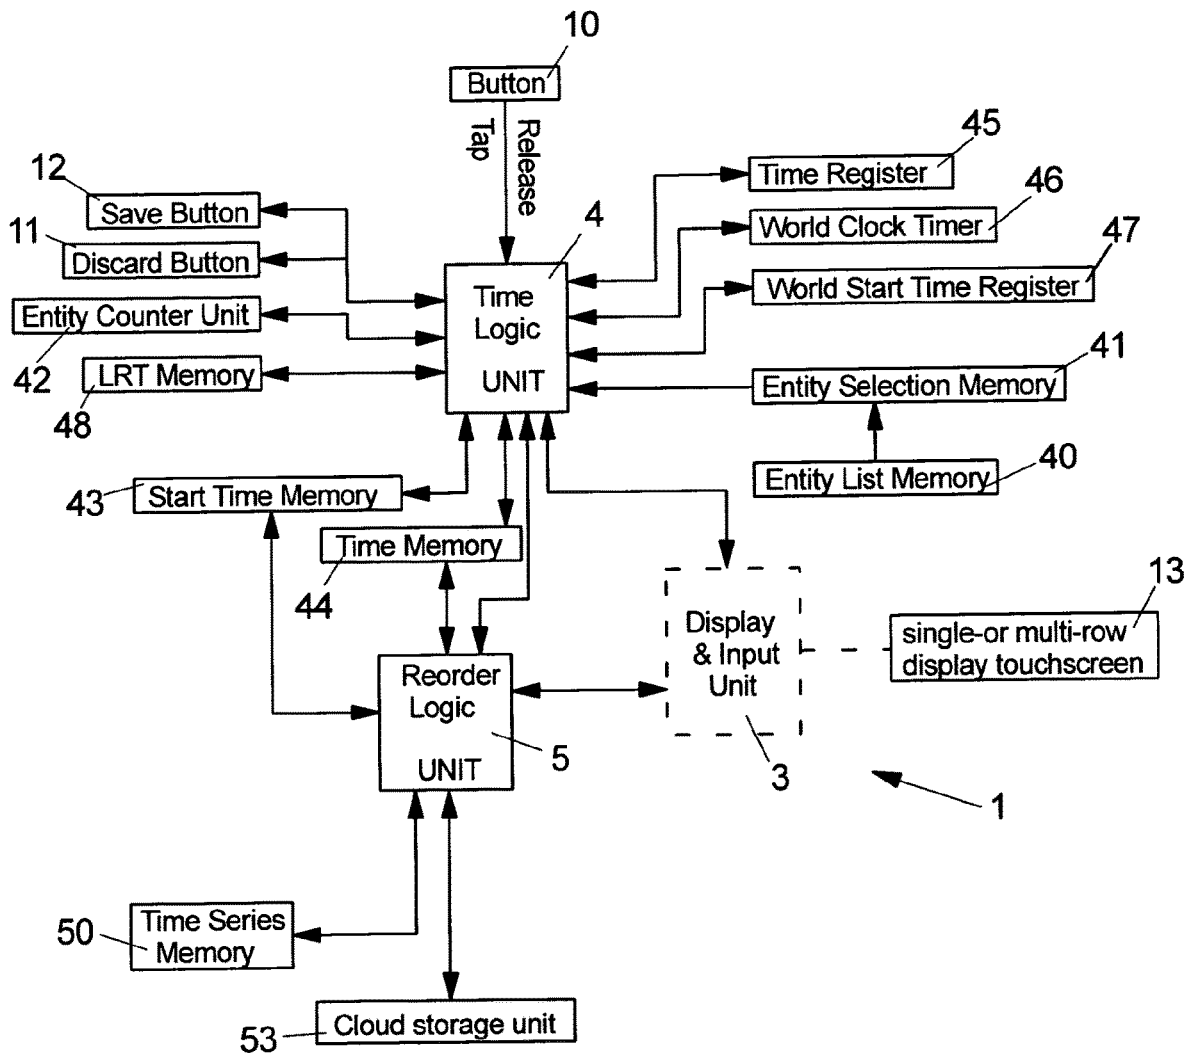 10
Button
Tap
Release
45
Time Register
12
Save Button
46
World Clock Timer
11
Discard Button
4
47
World Start Time Register
Entity Counter Unit
42
Time
Logic
UNIT
LRT Memory
48
41
Entity Selection Memory
40
Entity List Memory
43
Start Time Memory
Time Memory
44
13
single-or multi-row
display touchscreen
Display
& Input
Unit
3
Reorder
Logic
UNIT
5
1
50
Time Series
Memory
53
Cloud storage unit